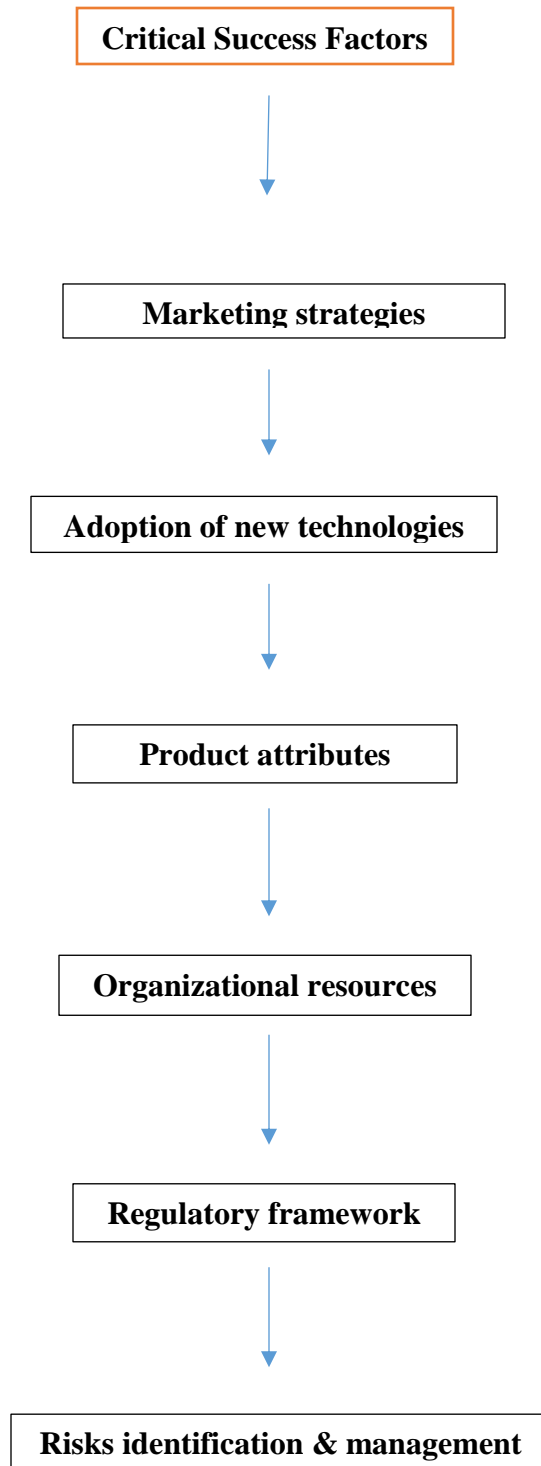 Critical Success Factors
Marketing strategies
Adoption of new technologies
Product attributes
Organizational resources
Regulatory framework
Risks identification & management